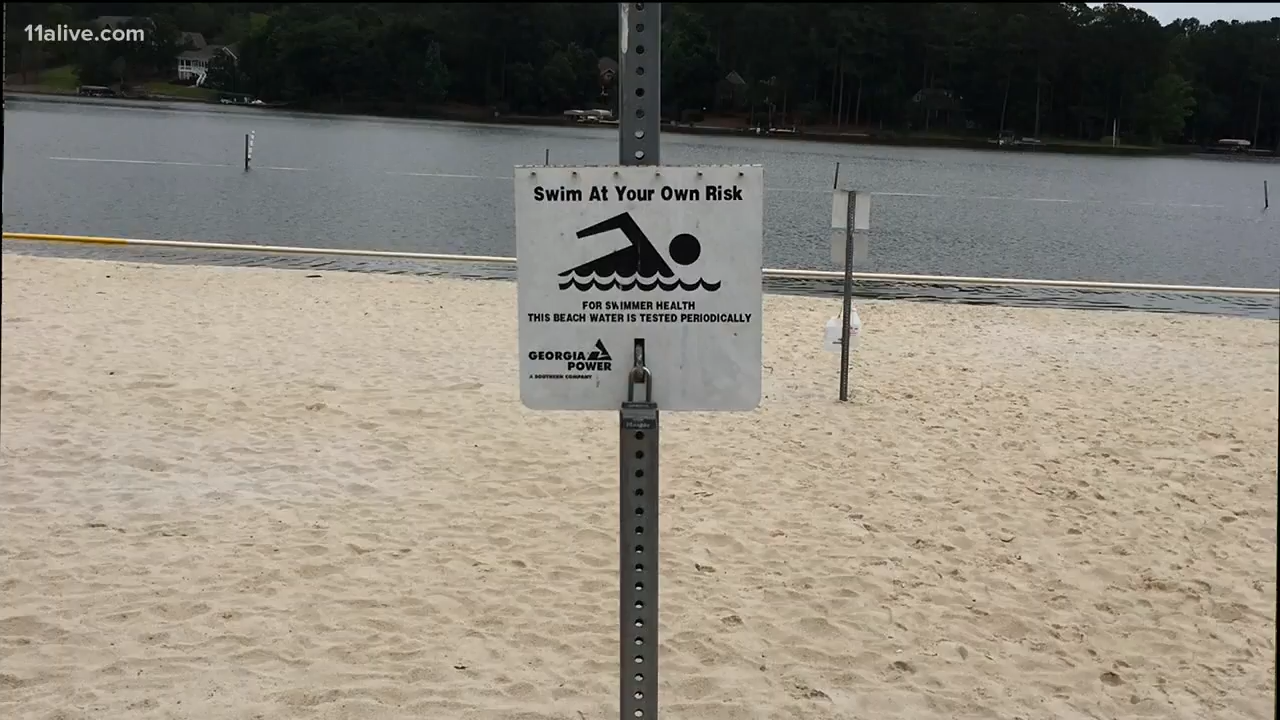 11alive.com
Swim At Your Own Risk
FOR SWIMMER HEALTH
THIS BEACH WATER IS TESTED PERIODICALLY
GEORGIA
POWER
A SOUTHERN COMPANY